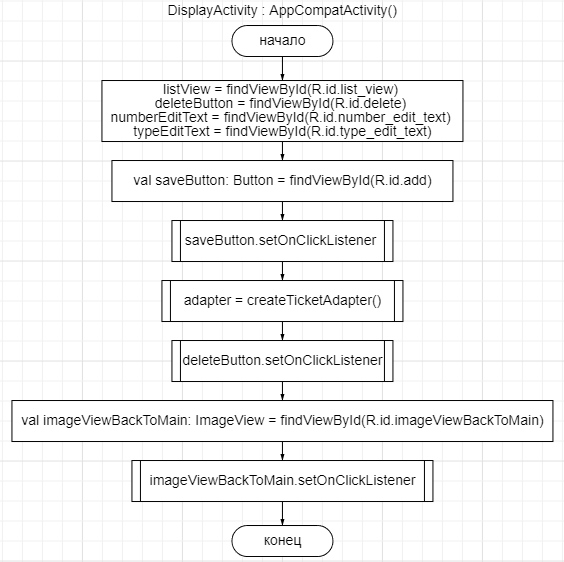 DisplayActivity : AppCompatActivity()
начало
listView = findViewById(R.id.list_view)
deleteButton = findViewById(R.id.delete)
numberEditText = findViewById(R.id.number_edit_text)
typeEditText = findViewById(R.id.type_edit_text)
val saveButton: Button = findViewById(R.id.add)
saveButton.setOnClickListener
adapter = createTicketAdapter()
deleteButton.setOnClickListener
val imageViewBackToMain: ImageView = findViewById(R.id.imageViewBackToMain)
imageViewBackToMain.setOnClickListener
конец